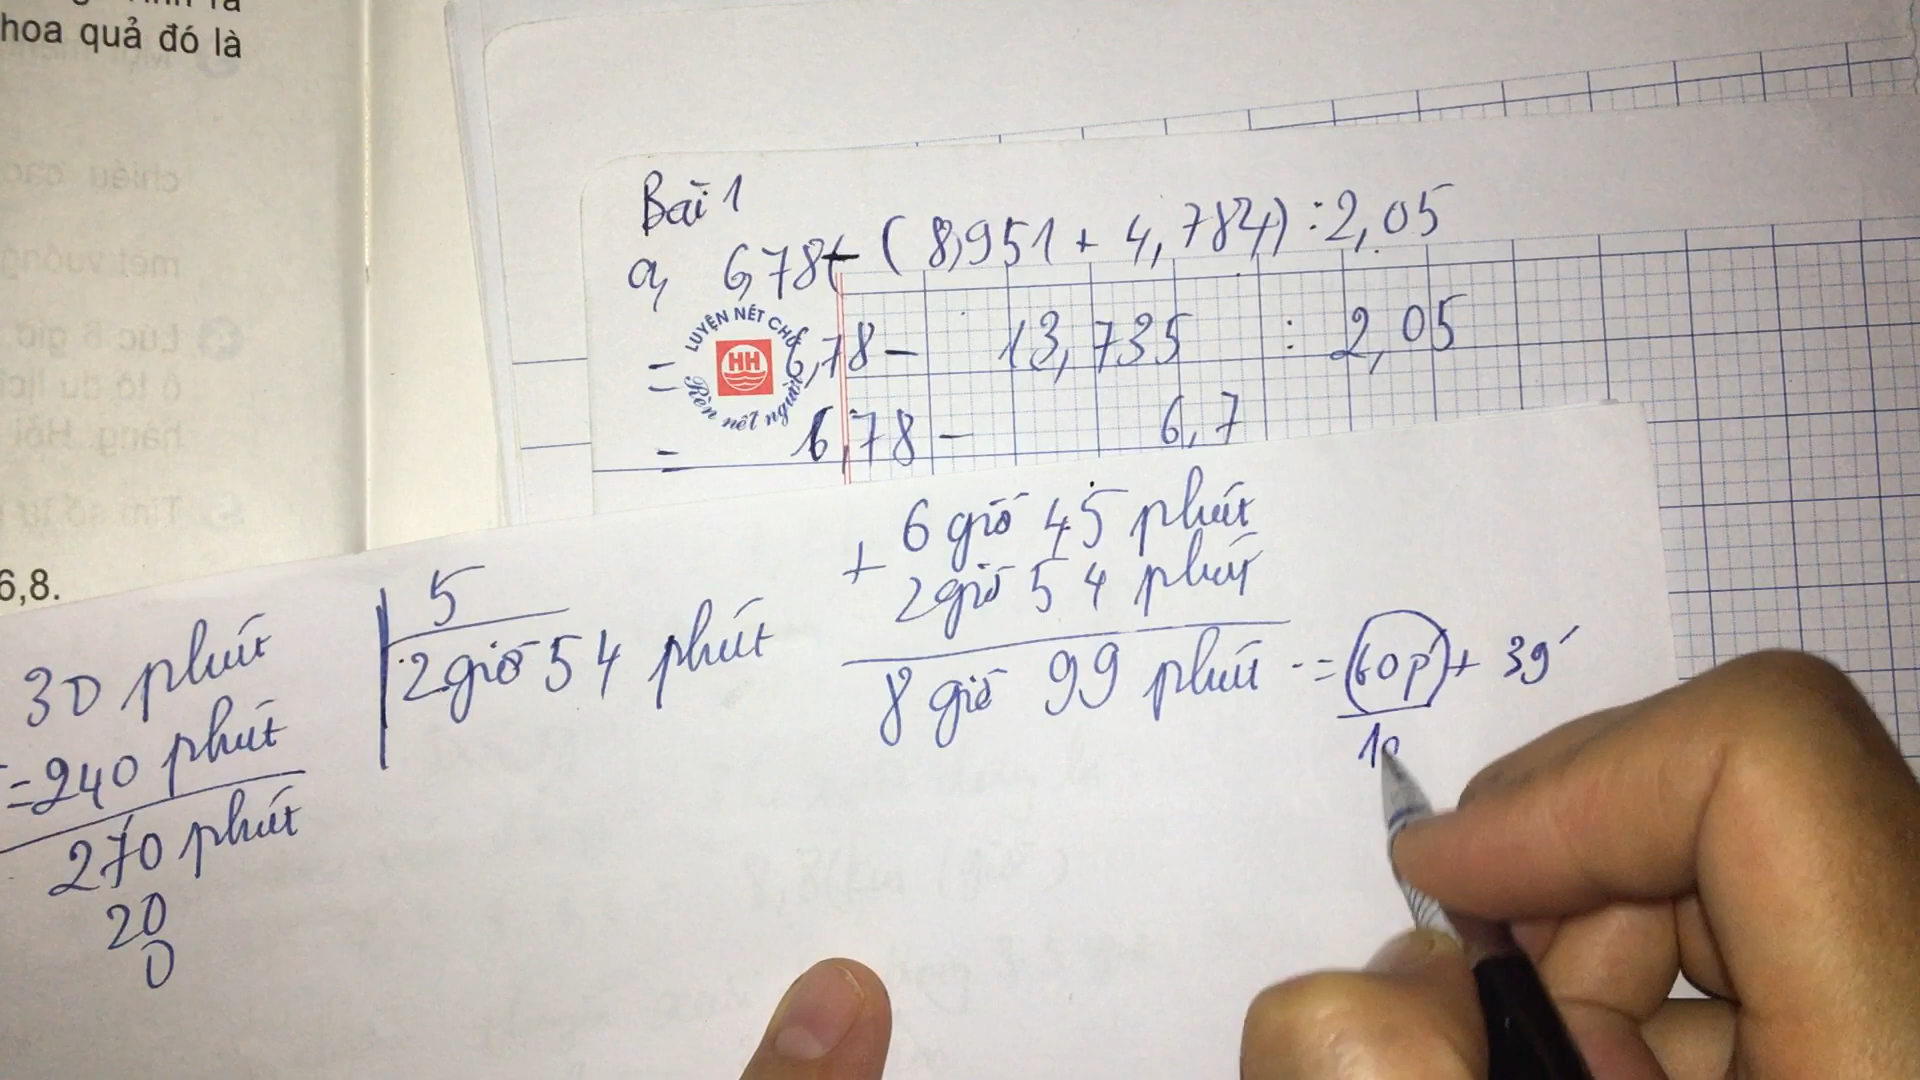 hoa quả đó là
6,8.
Bài 1
a, 6,78 - (8,951 + 4,784) : 2,05
= 6,78 - 13,735 : 2,05
= 6,78 - 6,7
LUYỆN NÉT CHỮ
HH
Rèn nết người
30 phút
= 240 phút
270 phút
20
0
5
2 giờ 54 phút
+ 6 giờ 45 phút
2 giờ 54 phút
8 giờ 99 phút = (60p) + 39'